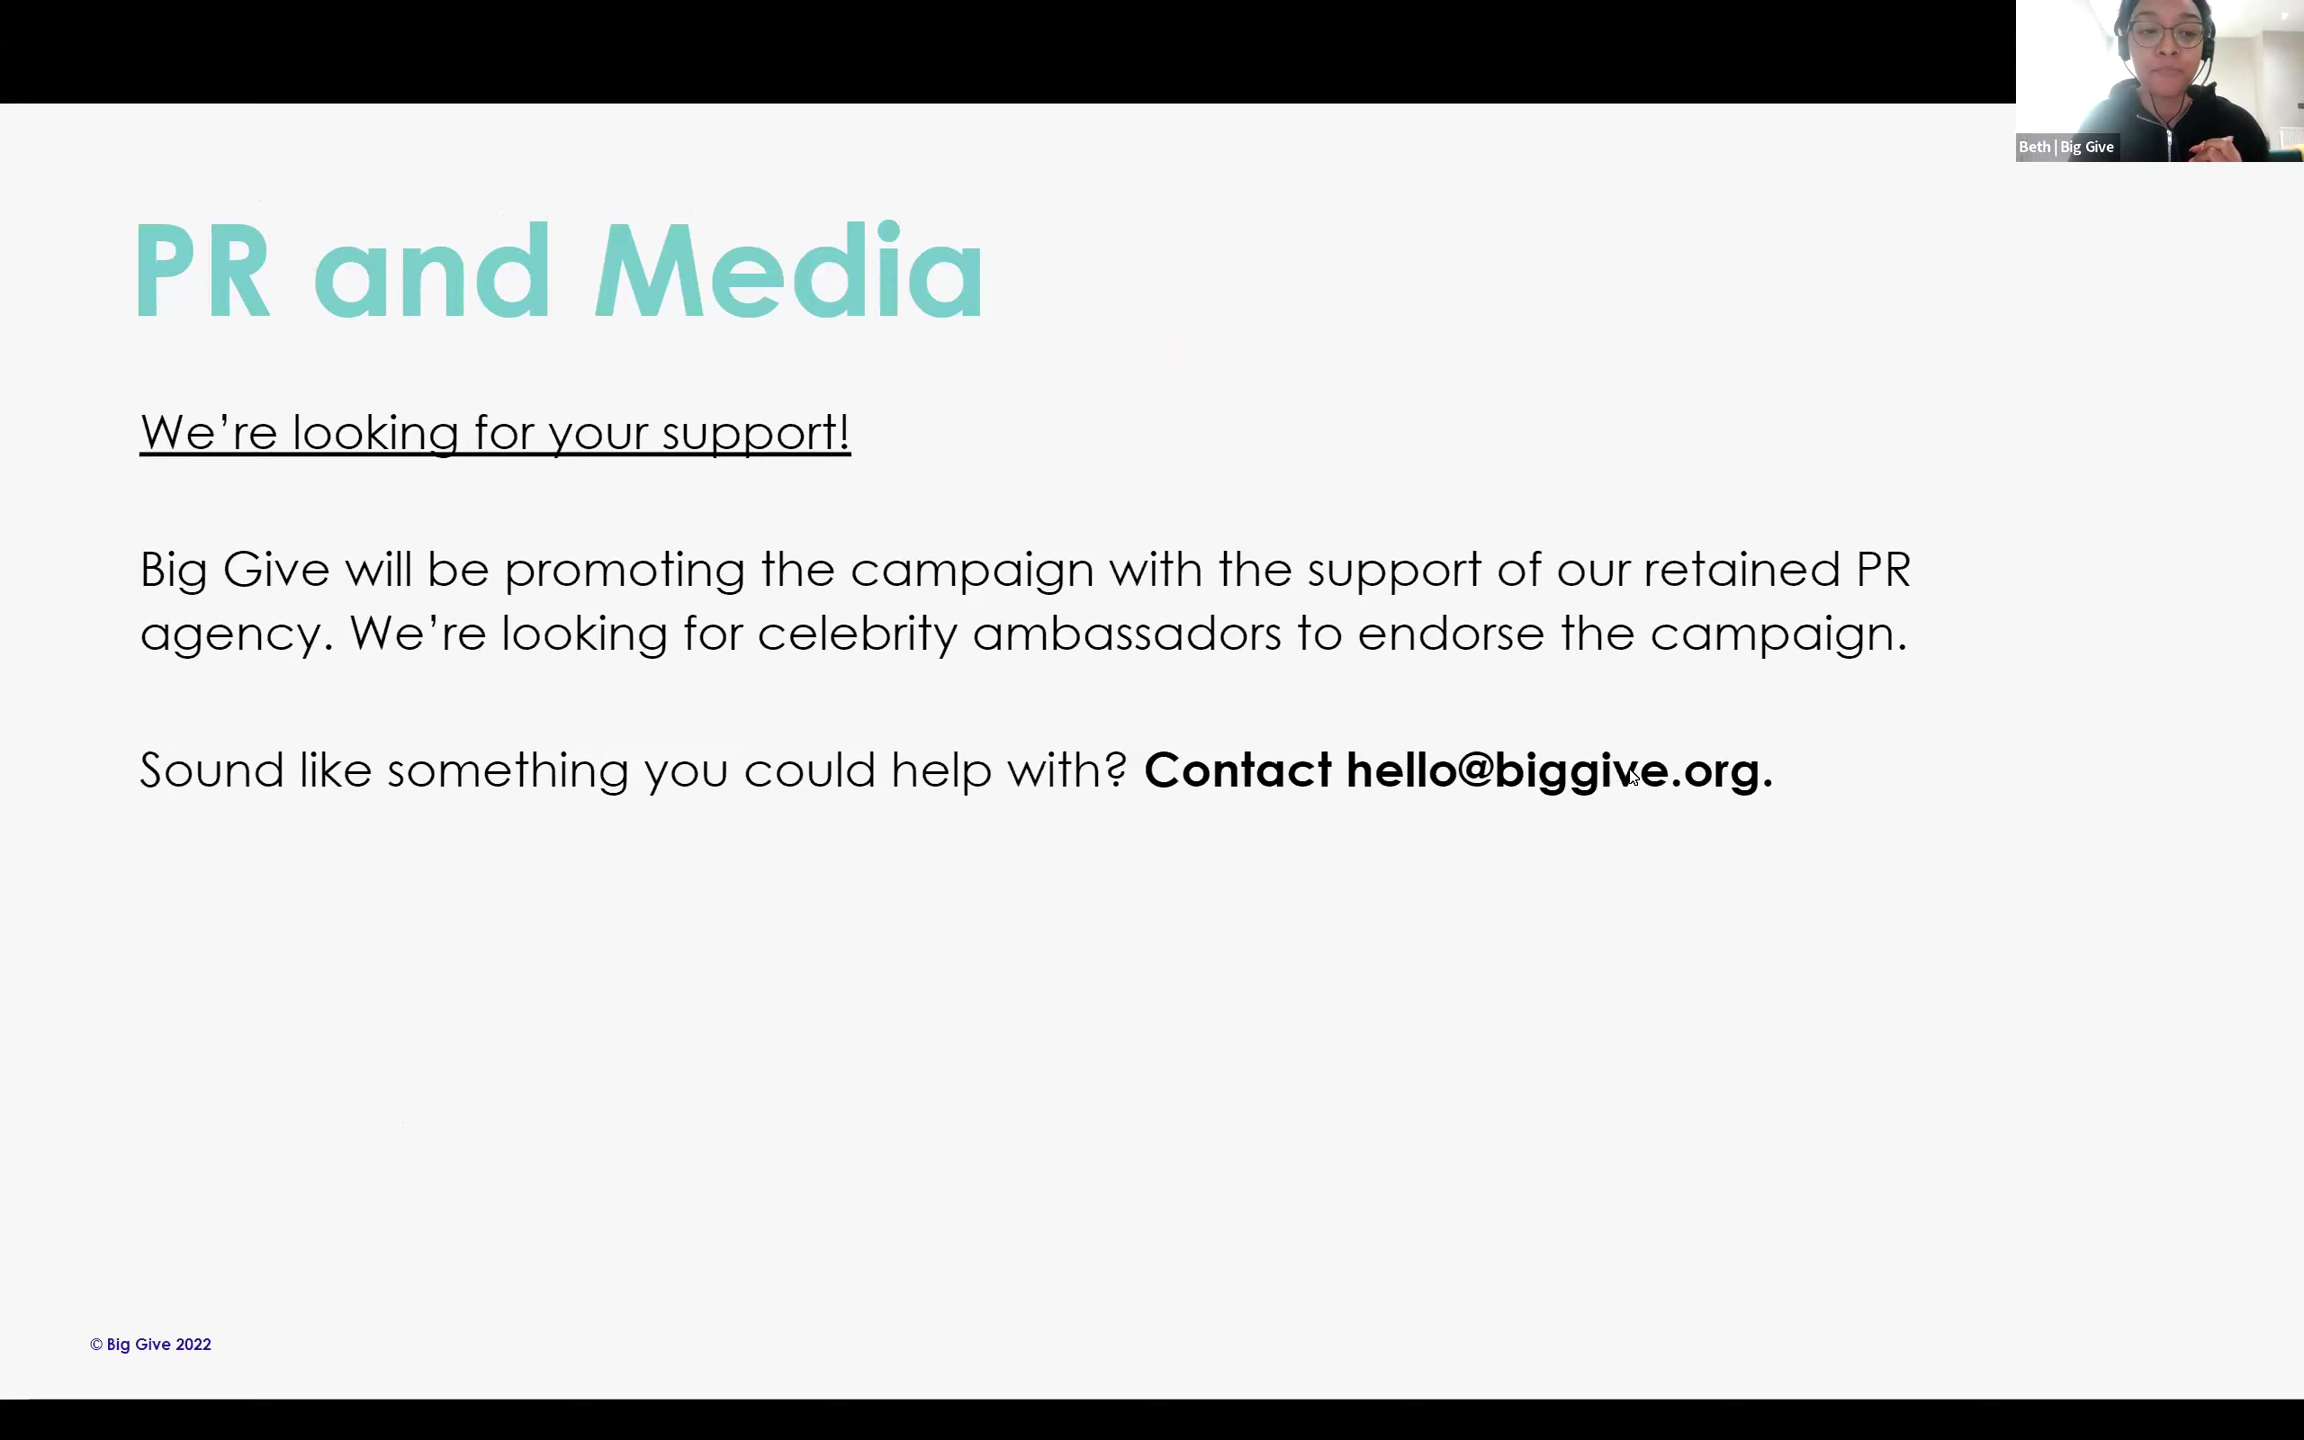 Beth | Big Give
PR and Media
We’re looking for your support!
Big Give will be promoting the campaign with the support of our retained PR
agency. We’re looking for celebrity ambassadors to endorse the campaign.
Sound like something you could help with? Contact hello@biggive.org.
© Big Give 2022